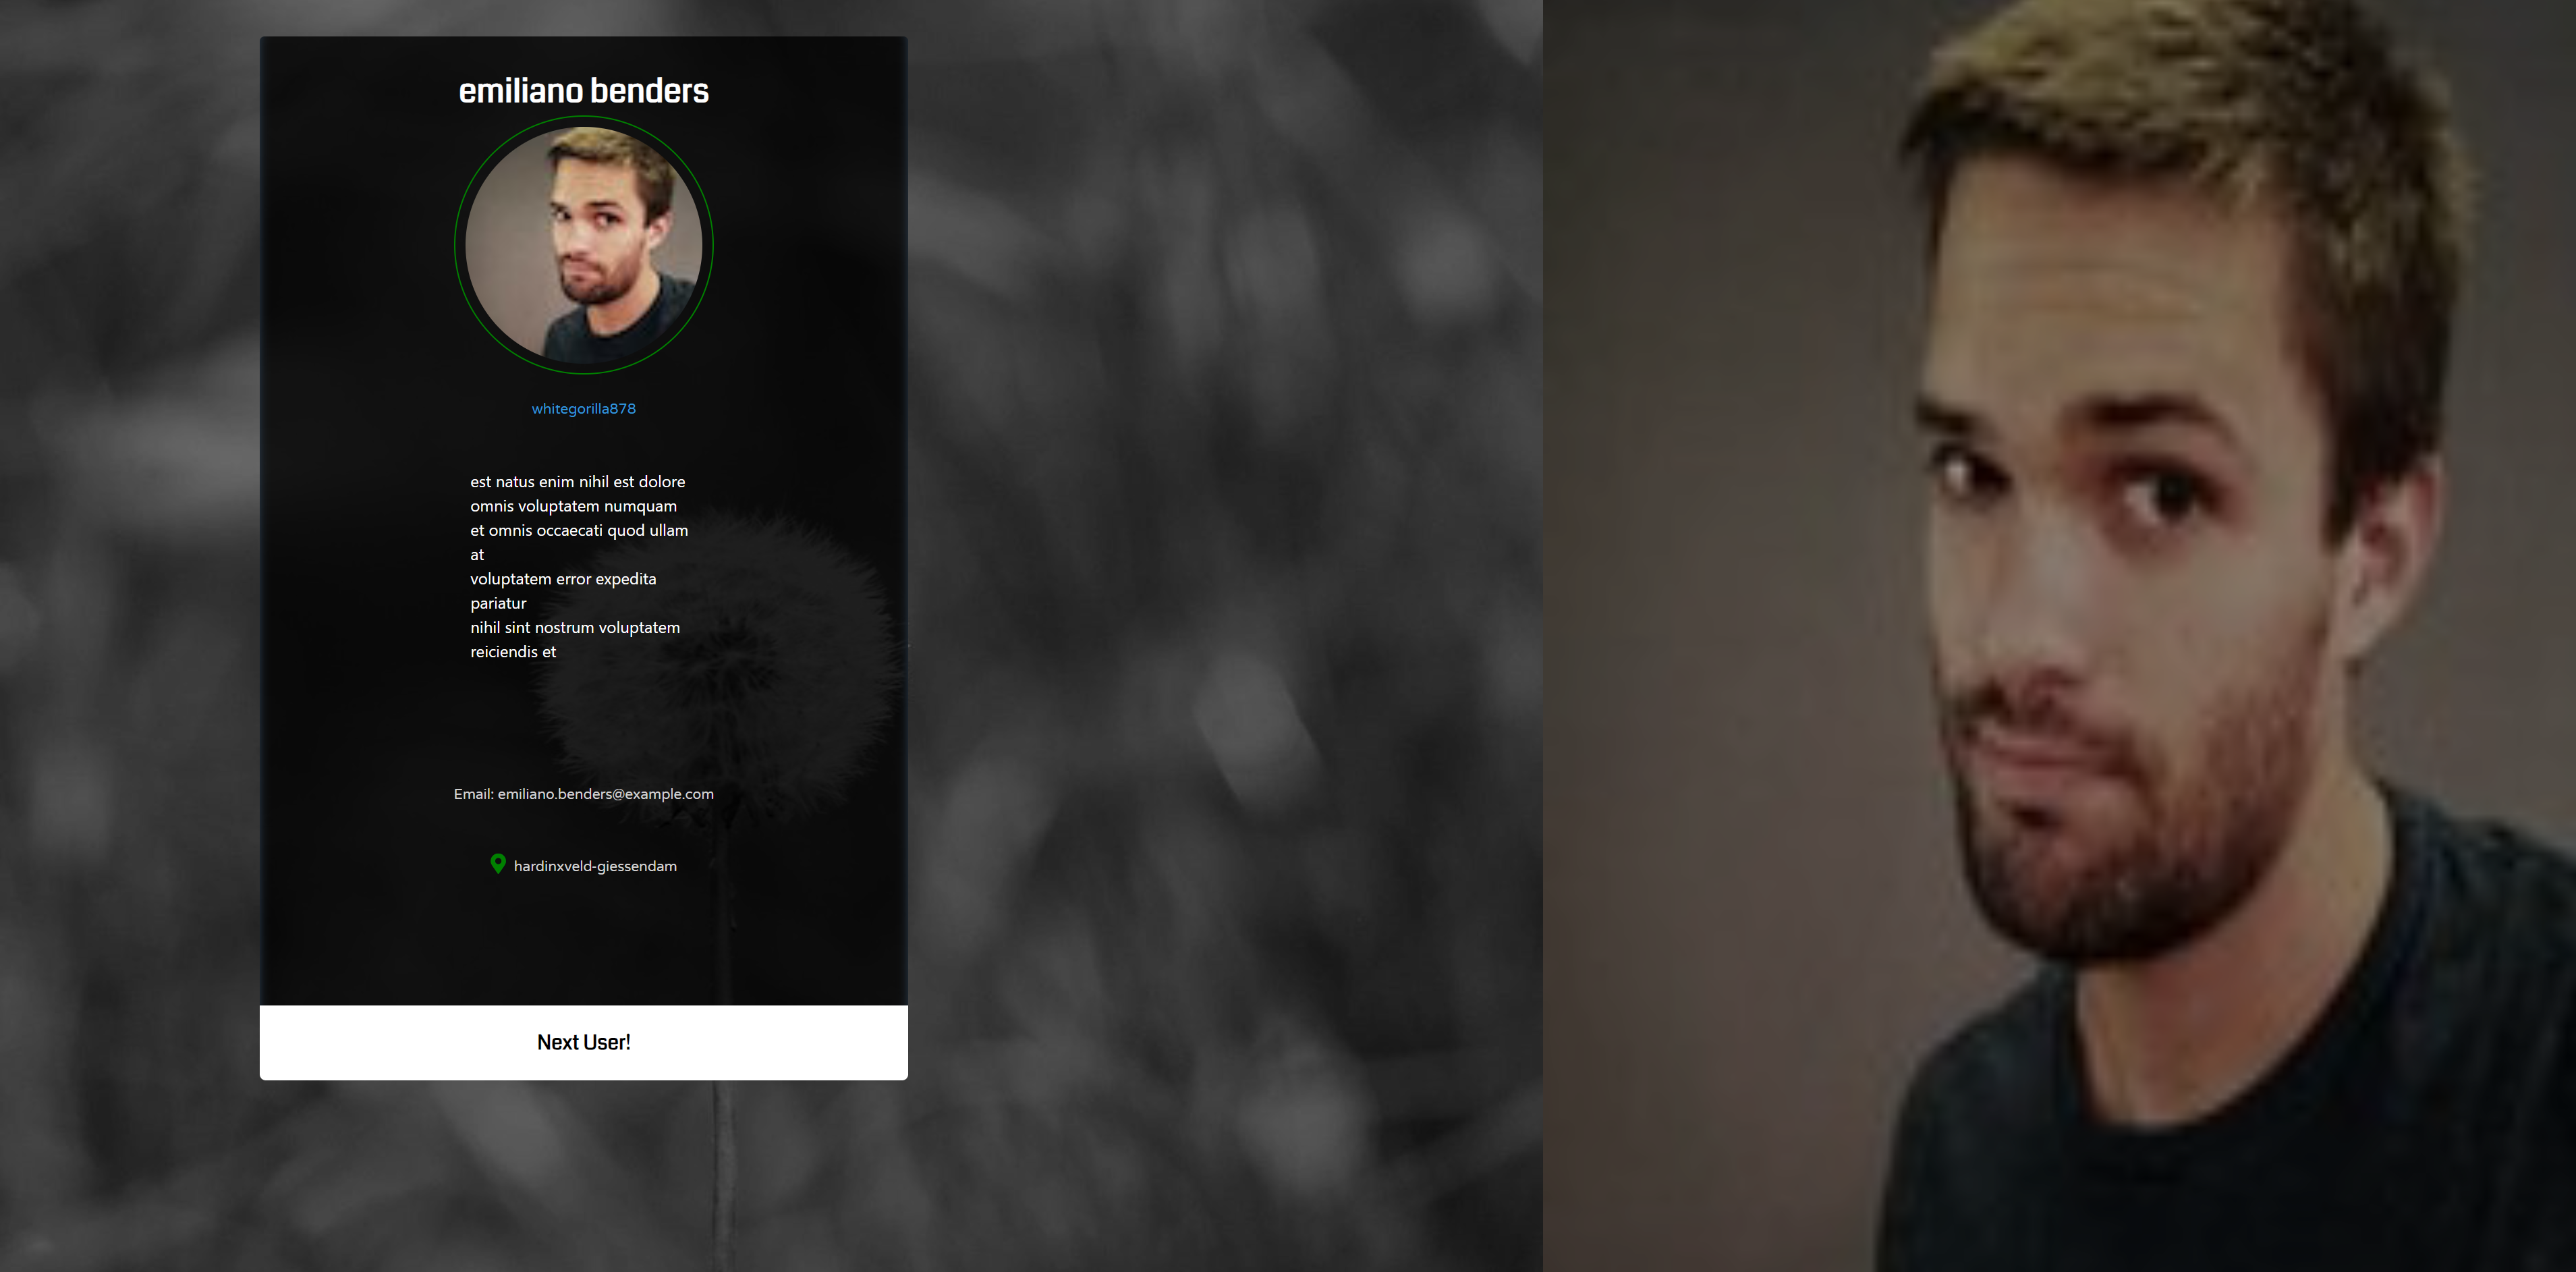 emiliano benders
whitegorilla878
est natus enim nihil est dolore
omnis voluptatem numquam
et omnis occaecati quod ullam
at
voluptatem error expedita
pariatur
nihil sint nostrum voluptatem
reiciendis et
Email: emiliano.benders@example.com
hardinxveld-giessendam
Next User!